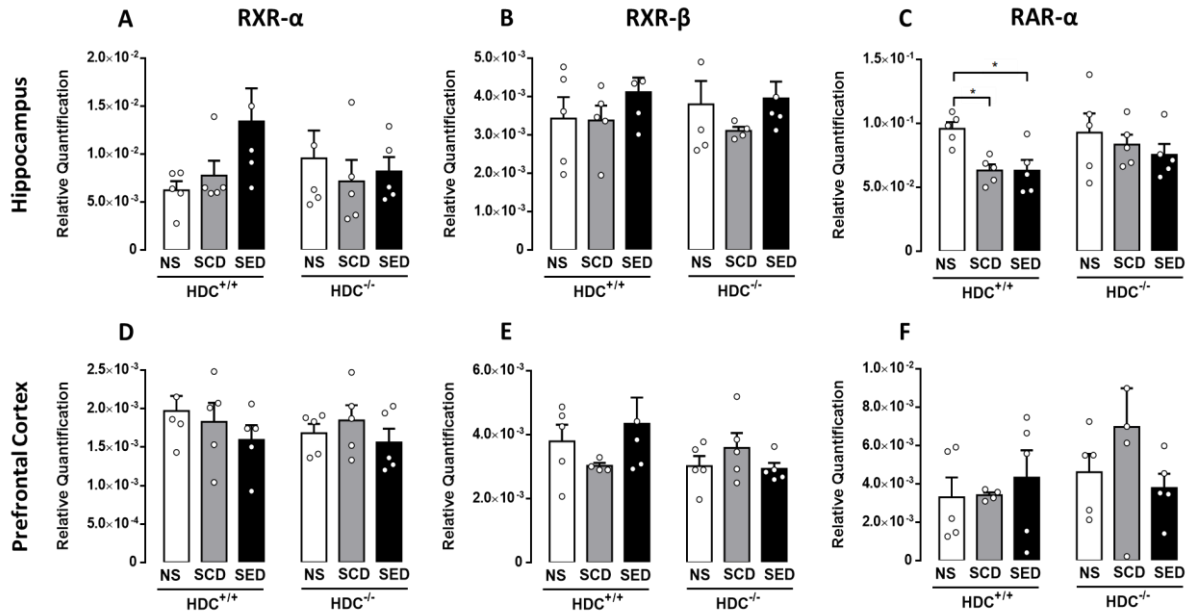 A RXR-α
B RXR-β
C RAR-α
Hippocampus
Relative Quantification
2.0×10⁻²
1.5×10⁻²
1.0×10⁻²
5.0×10⁻³
0
NS SCD SED NS SCD SED
HDC⁺/⁺ HDC⁻/⁻
Relative Quantification
5.0×10⁻³
4.0×10⁻³
3.0×10⁻³
2.0×10⁻³
1.0×10⁻³
0
NS SCD SED NS SCD SED
HDC⁺/⁺ HDC⁻/⁻
Relative Quantification
1.5×10⁻¹
1.0×10⁻¹
5.0×10⁻²
0
*
*
NS SCD SED NS SCD SED
HDC⁺/⁺ HDC⁻/⁻
Prefrontal Cortex
D
Relative Quantification
2.5×10⁻³
2.0×10⁻³
1.5×10⁻³
1.0×10⁻³
5.0×10⁻⁴
0
NS SCD SED NS SCD SED
HDC⁺/⁺ HDC⁻/⁻
E
Relative Quantification
6.0×10⁻³
4.0×10⁻³
2.0×10⁻³
0
NS SCD SED NS SCD SED
HDC⁺/⁺ HDC⁻/⁻
F
Relative Quantification
1.0×10⁻²
8.0×10⁻³
6.0×10⁻³
4.0×10⁻³
2.0×10⁻³
0
NS SCD SED NS SCD SED
HDC⁺/⁺ HDC⁻/⁻